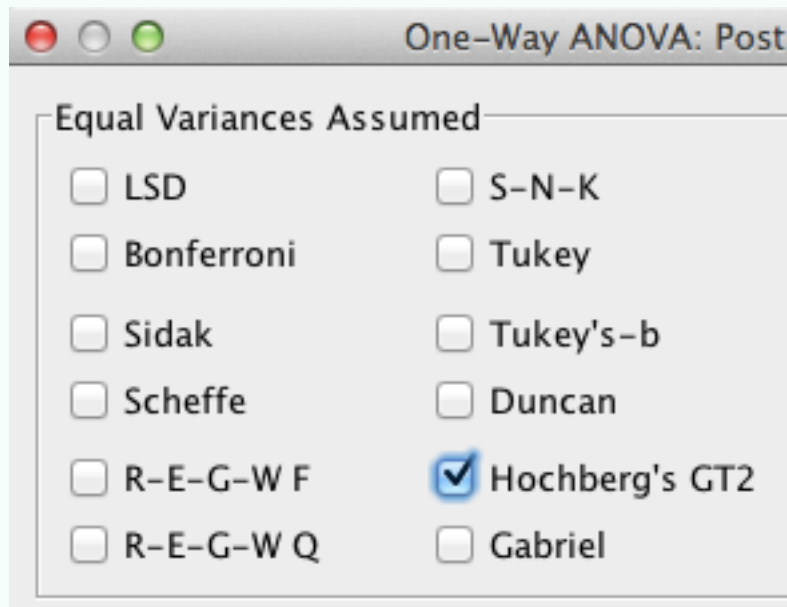 One-Way ANOVA: Post
Equal Variances Assumed
LSD
S-N-K
Bonferroni
Tukey
Sidak
Tukey's-b
Scheffe
Duncan
R-E-G-W F
Hochberg's GT2
R-E-G-W Q
Gabriel